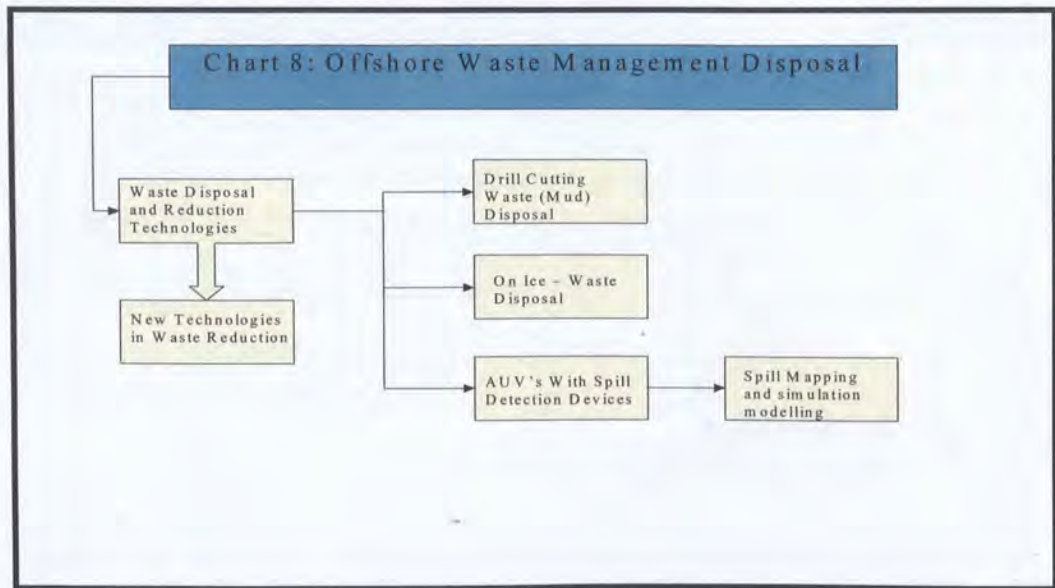 Chart 8: Offshore Waste Management Disposal
Waste Disposal
and Reduction
Technologies
New Technologies
in Waste Reduction
Drill Cutting
Waste (Mud)
Disposal
On Ice – Waste
Disposal
AUV's With Spill
Detection Devices
Spill Mapping
and simulation
modelling